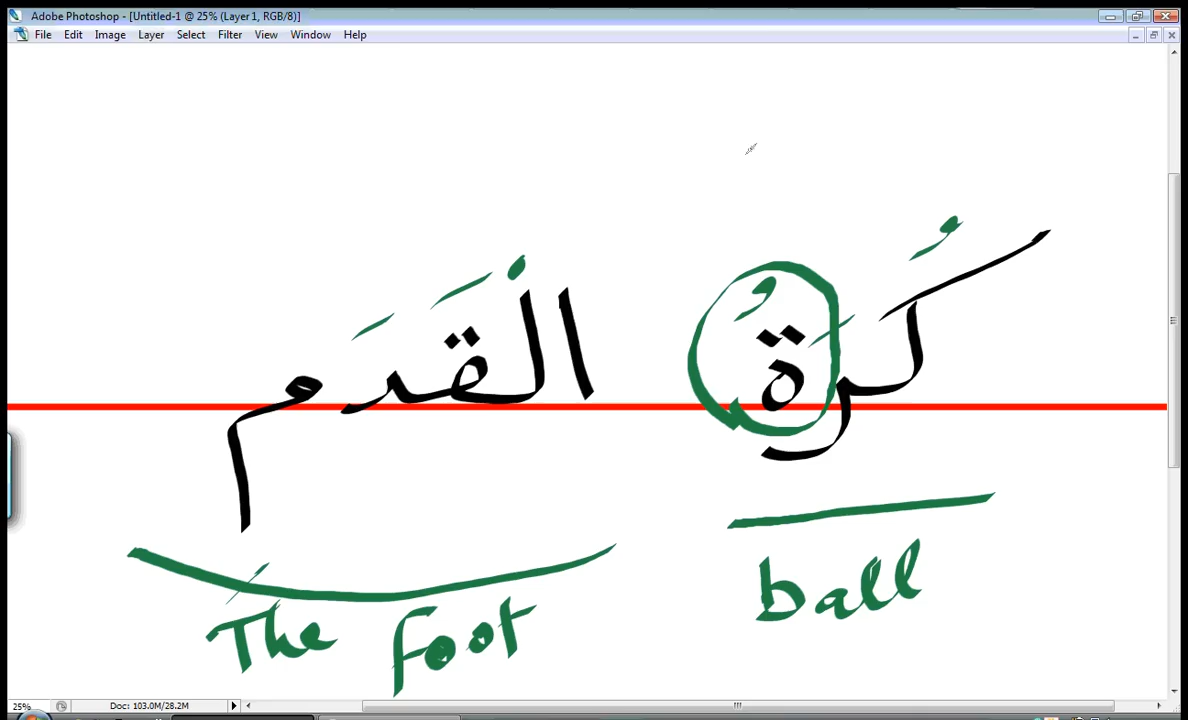 Adobe Photoshop - [Untitled-1 @ 25% (Layer 1, RGB/8)]
File Edit Image Layer Select Filter View Window Help
كُرَةُ الْقَدَمِ
ball
The foot
25% Doc: 103.0M/28.2M